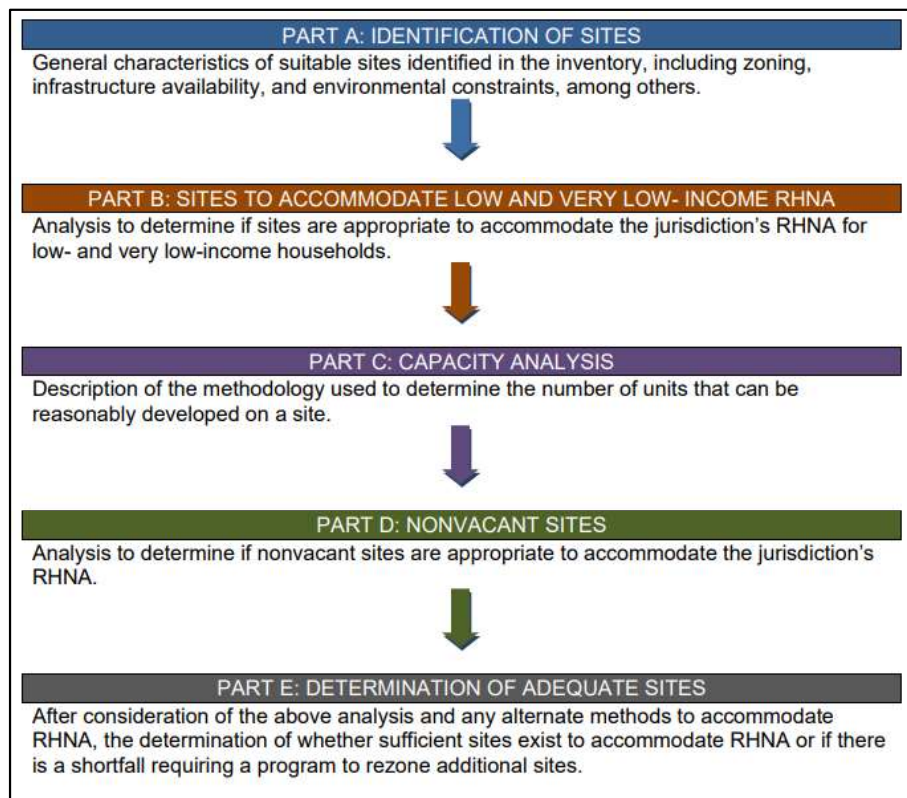 PART A: IDENTIFICATION OF SITES
General characteristics of suitable sites identified in the inventory, including zoning,
infrastructure availability, and environmental constraints, among others.
PART B: SITES TO ACCOMMODATE LOW AND VERY LOW- INCOME RHNA
Analysis to determine if sites are appropriate to accommodate the jurisdiction’s RHNA for
low- and very low-income households.
PART C: CAPACITY ANALYSIS
Description of the methodology used to determine the number of units that can be
reasonably developed on a site.
PART D: NONVACANT SITES
Analysis to determine if nonvacant sites are appropriate to accommodate the jurisdiction’s
RHNA.
PART E: DETERMINATION OF ADEQUATE SITES
After consideration of the above analysis and any alternate methods to accommodate
RHNA, the determination of whether sufficient sites exist to accommodate RHNA or if there
is a shortfall requiring a program to rezone additional sites.